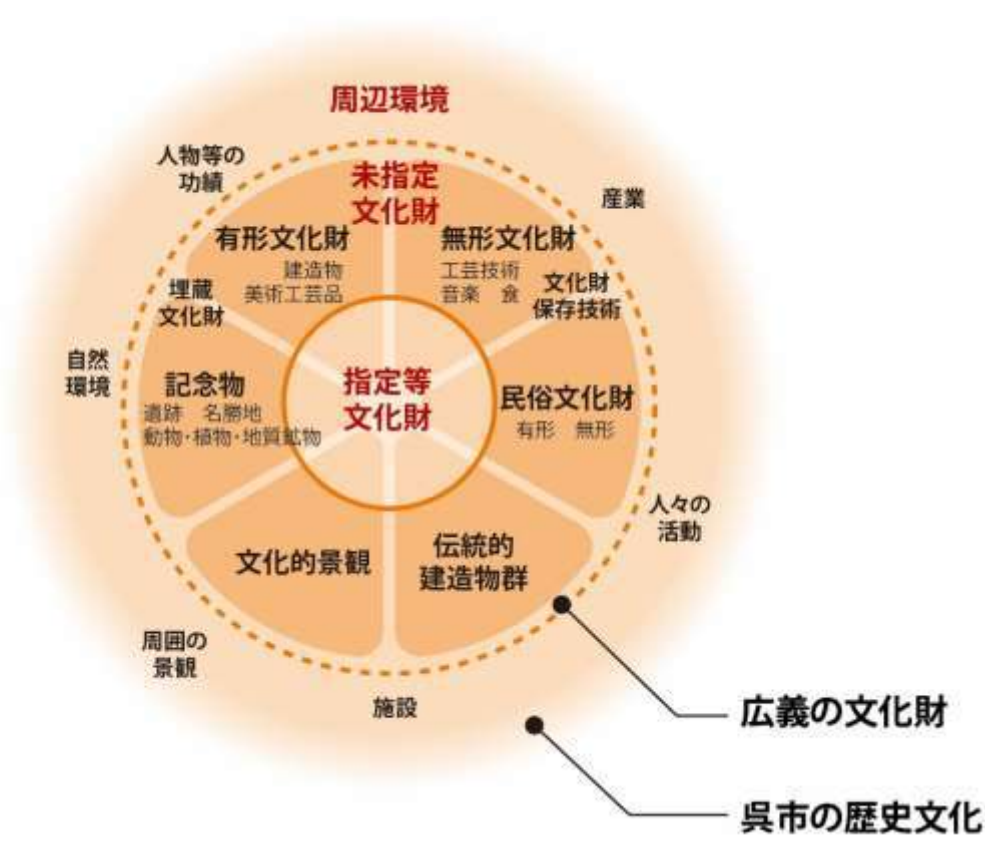 周辺環境
人物等の
功績
未指定
文化財
産業
有形文化財
建造物
美術工芸品
無形文化財
工芸技術
音楽 食
文化財
保存技術
埋蔵
文化財
自然
環境
記念物
遺跡 名勝地
動物・植物・地質鉱物
指定等
文化財
民俗文化財
有形 無形
人々の
活動
文化的景観
伝統的
建造物群
周囲の
景観
施設
広義の文化財
呉市の歴史文化